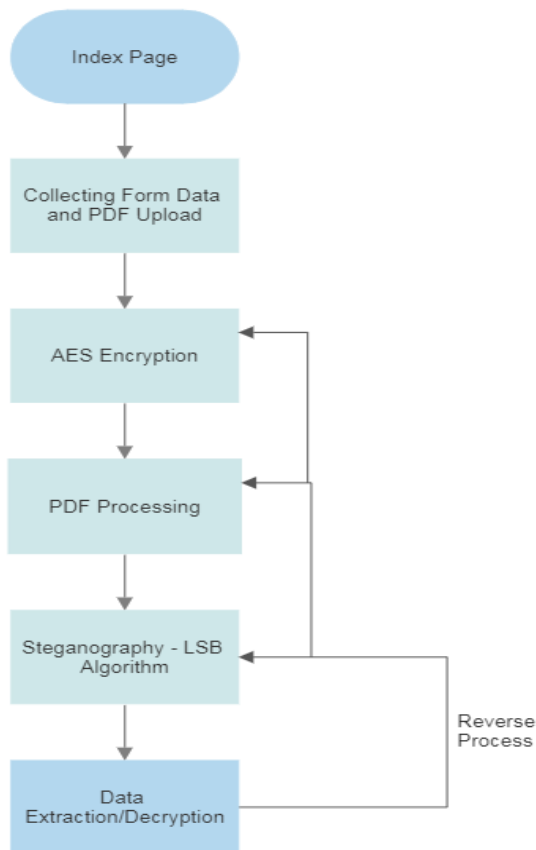 Index Page
Collecting Form Data
and PDF Upload
AES Encryption
PDF Processing
Steganography - LSB
Algorithm
Reverse
Process
Data
Extraction/Decryption